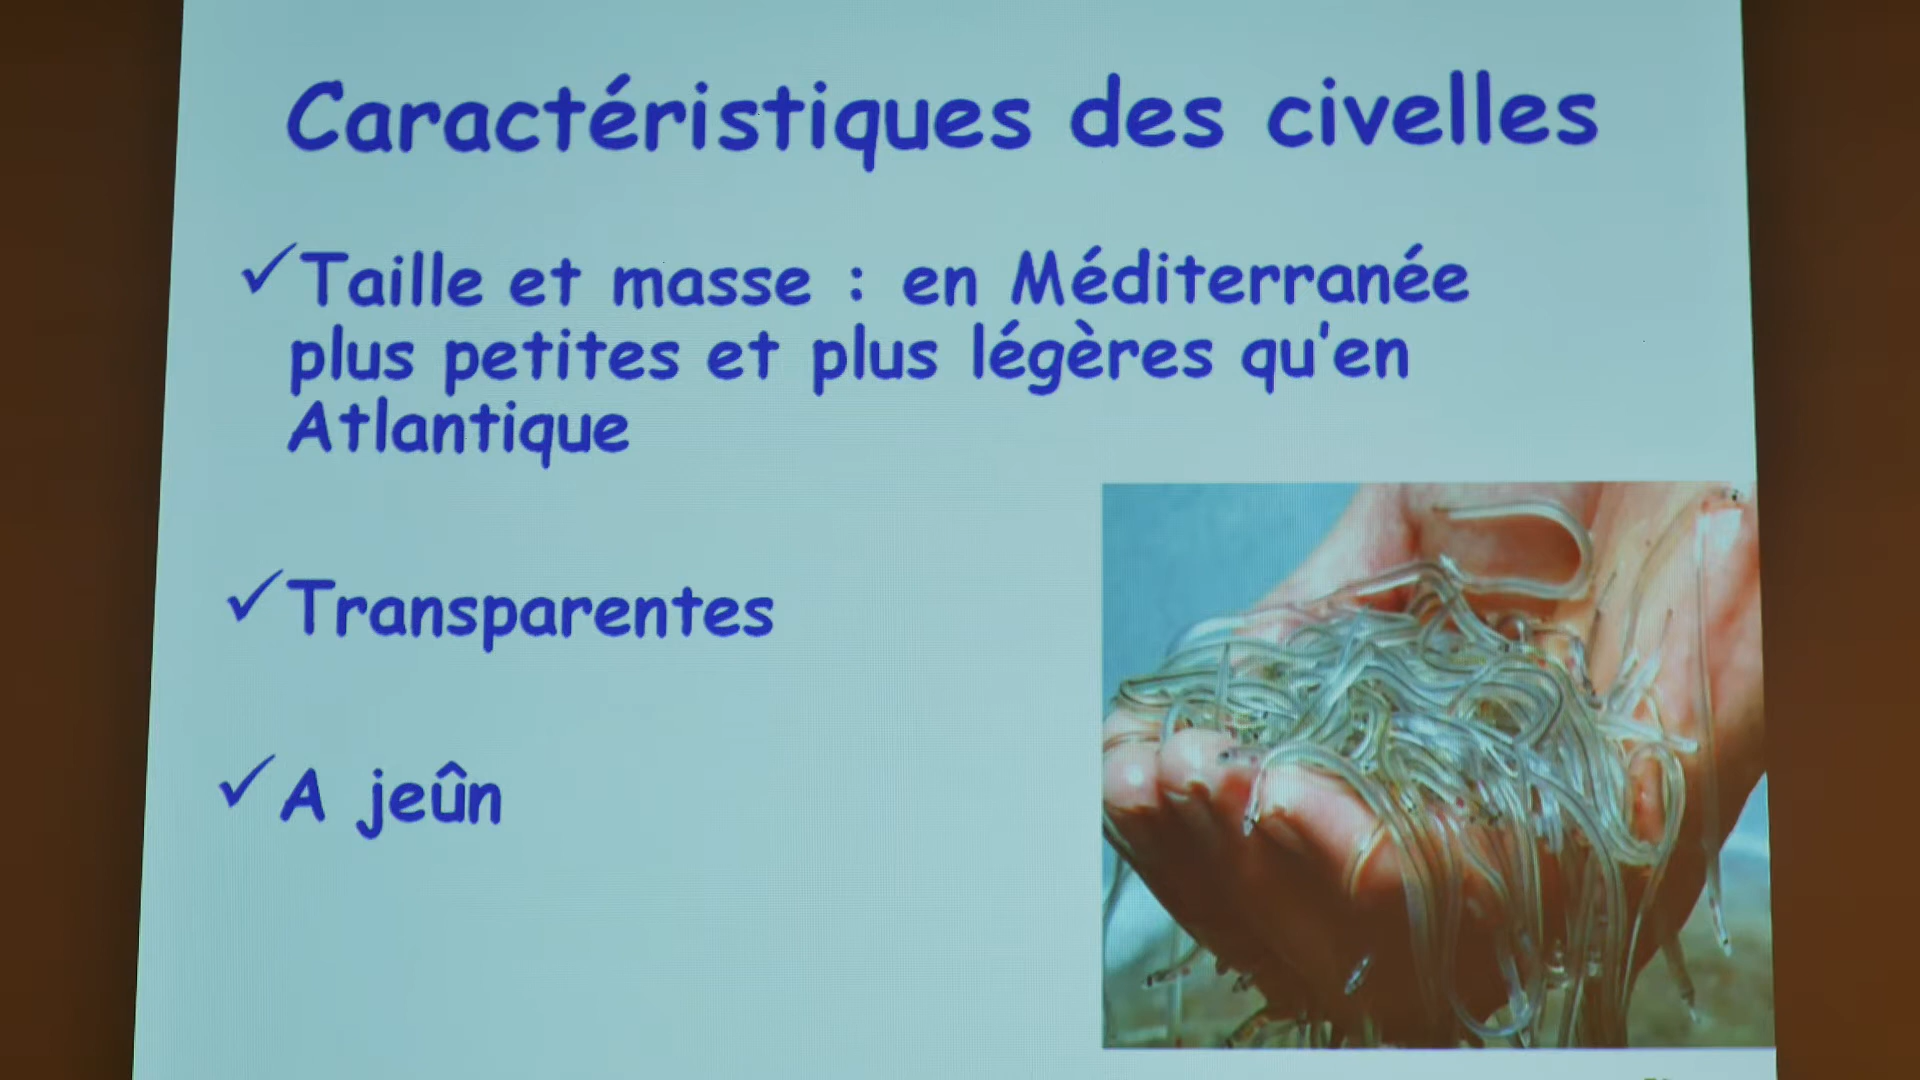 Caractéristiques des civelles
✓Taille et masse : en Méditerranée
plus petites et plus légères qu'en
Atlantique
✓Transparentes
✓A jeûn